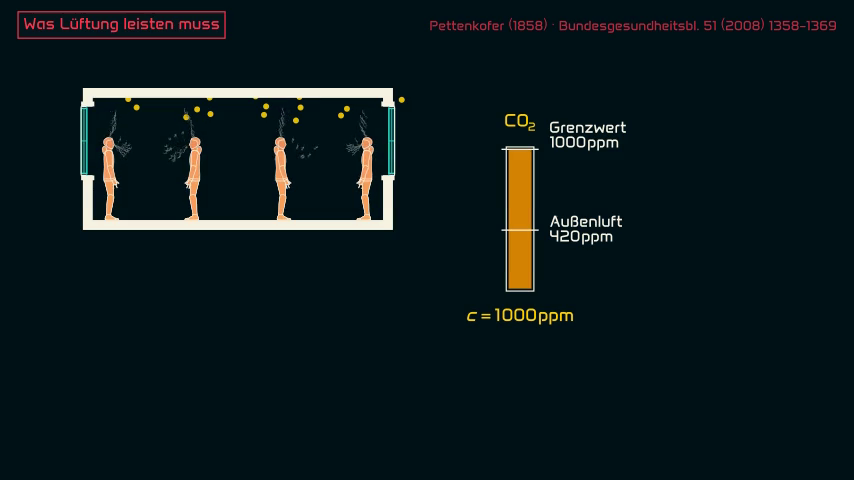 Was Lüftung leisten muss
Pettenkofer (1858) · Bundesgesundheitsbl. 51 (2008) 1358-1369
CO₂
Grenzwert
1000ppm
Außenluft
420ppm
c = 1000ppm